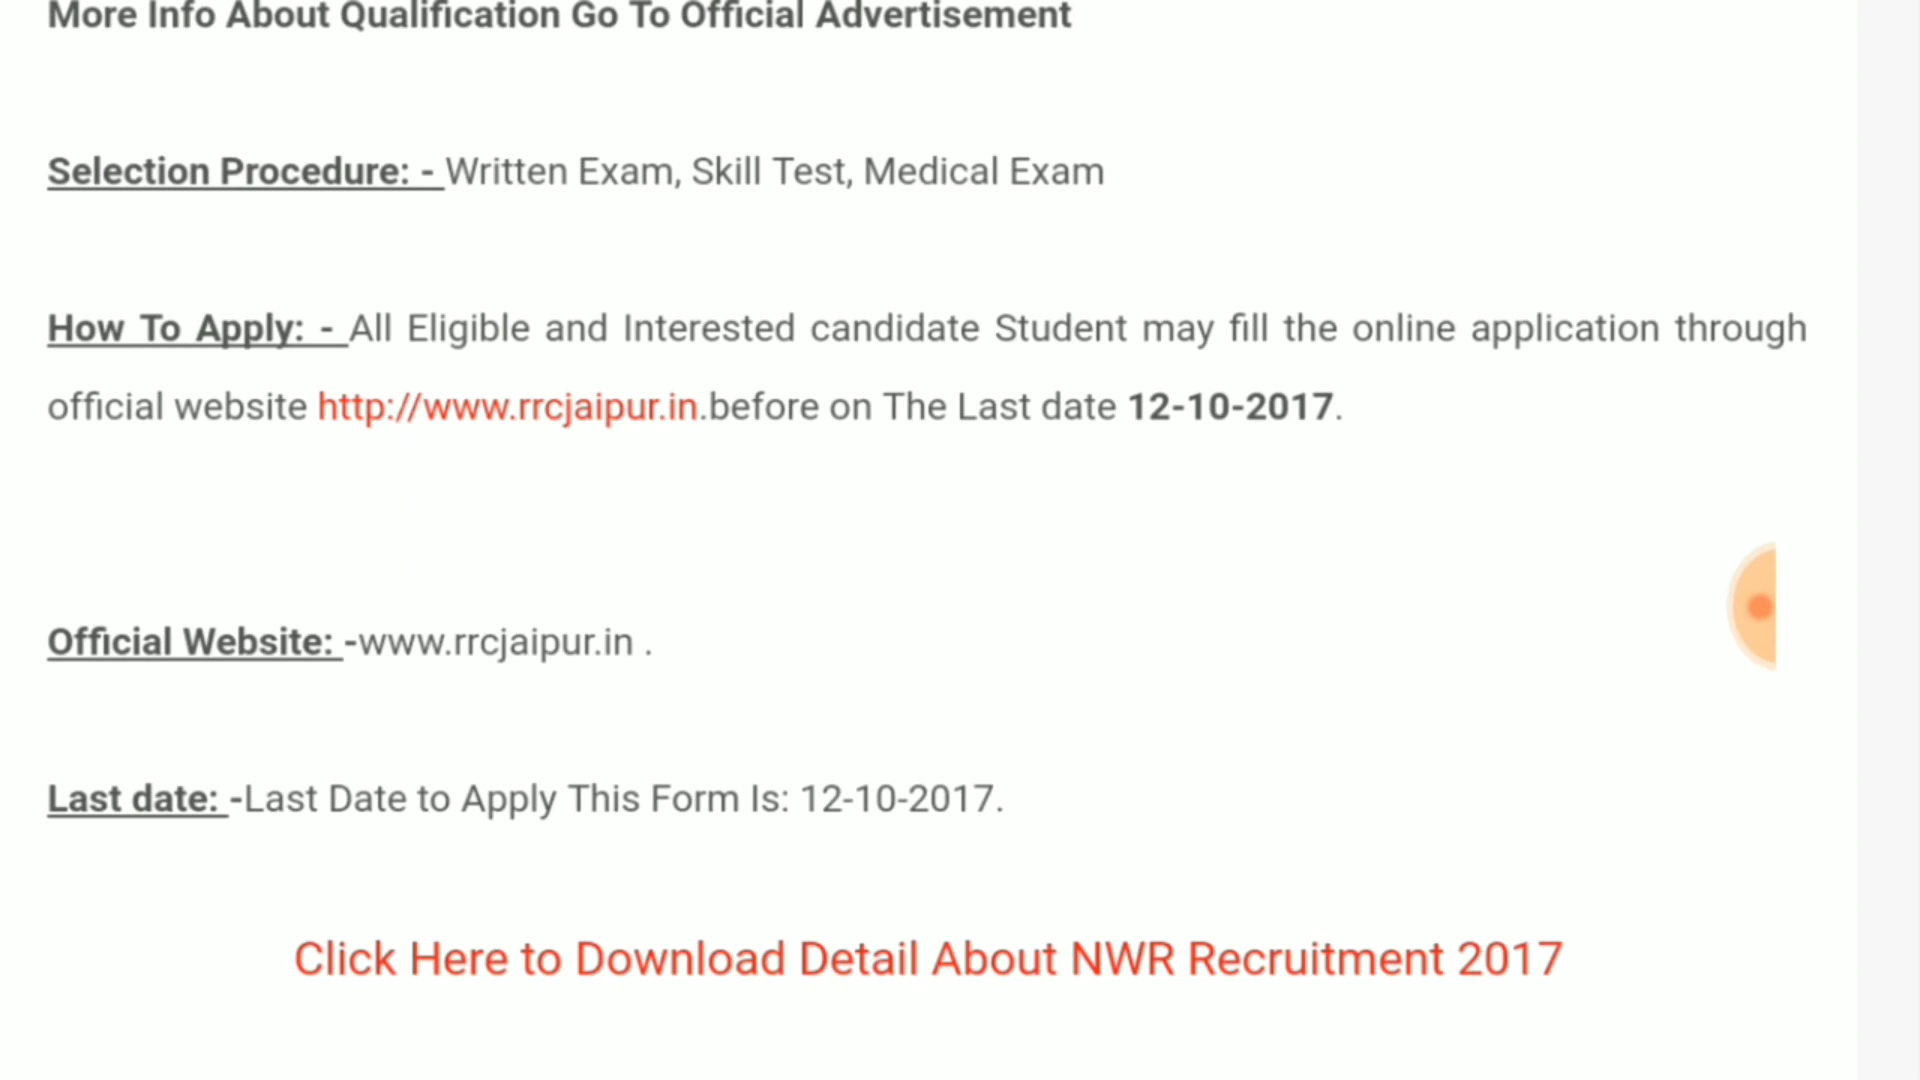 More Info About Qualification Go To Official Advertisement
Selection Procedure: - Written Exam, Skill Test, Medical Exam
How To Apply: - All Eligible and Interested candidate Student may fill the online application through
official website http://www.rrcjaipur.in.before on The Last date 12-10-2017.
Official Website: -www.rrcjaipur.in .
Last date: -Last Date to Apply This Form Is: 12-10-2017.
Click Here to Download Detail About NWR Recruitment 2017